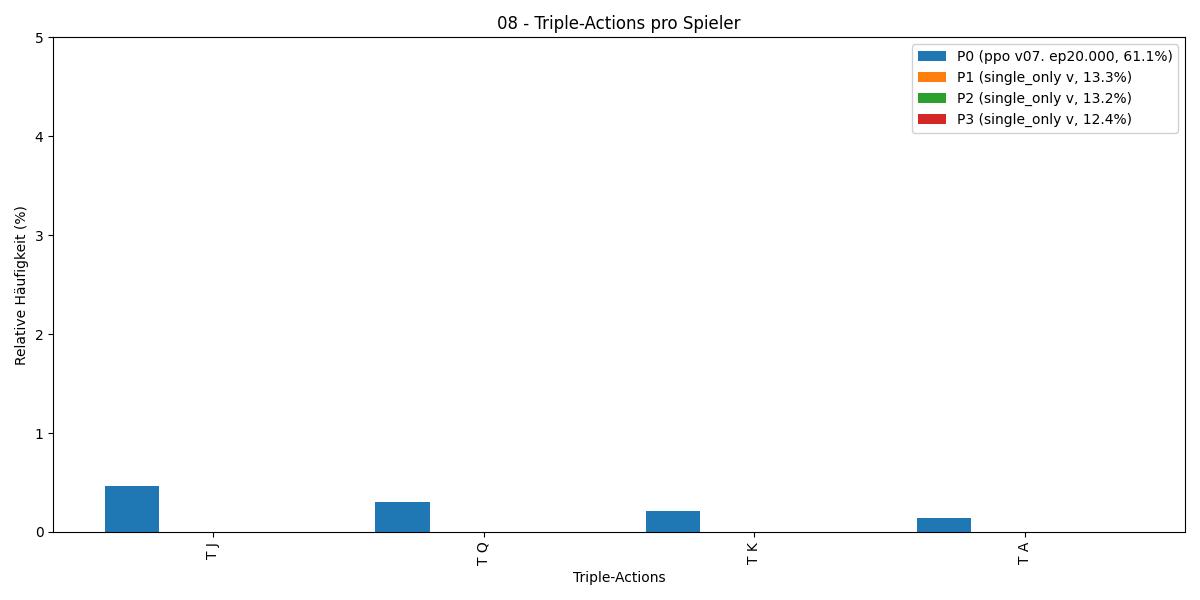 08 - Triple-Actions pro Spieler
P0 (ppo v07. ep20.000, 61.1%)
P1 (single_only v, 13.3%)
P2 (single_only v, 13.2%)
P3 (single_only v, 12.4%)
Relative Häufigkeit (%)
5
4
3
2
1
0
T J
T Q
T K
T A
Triple-Actions